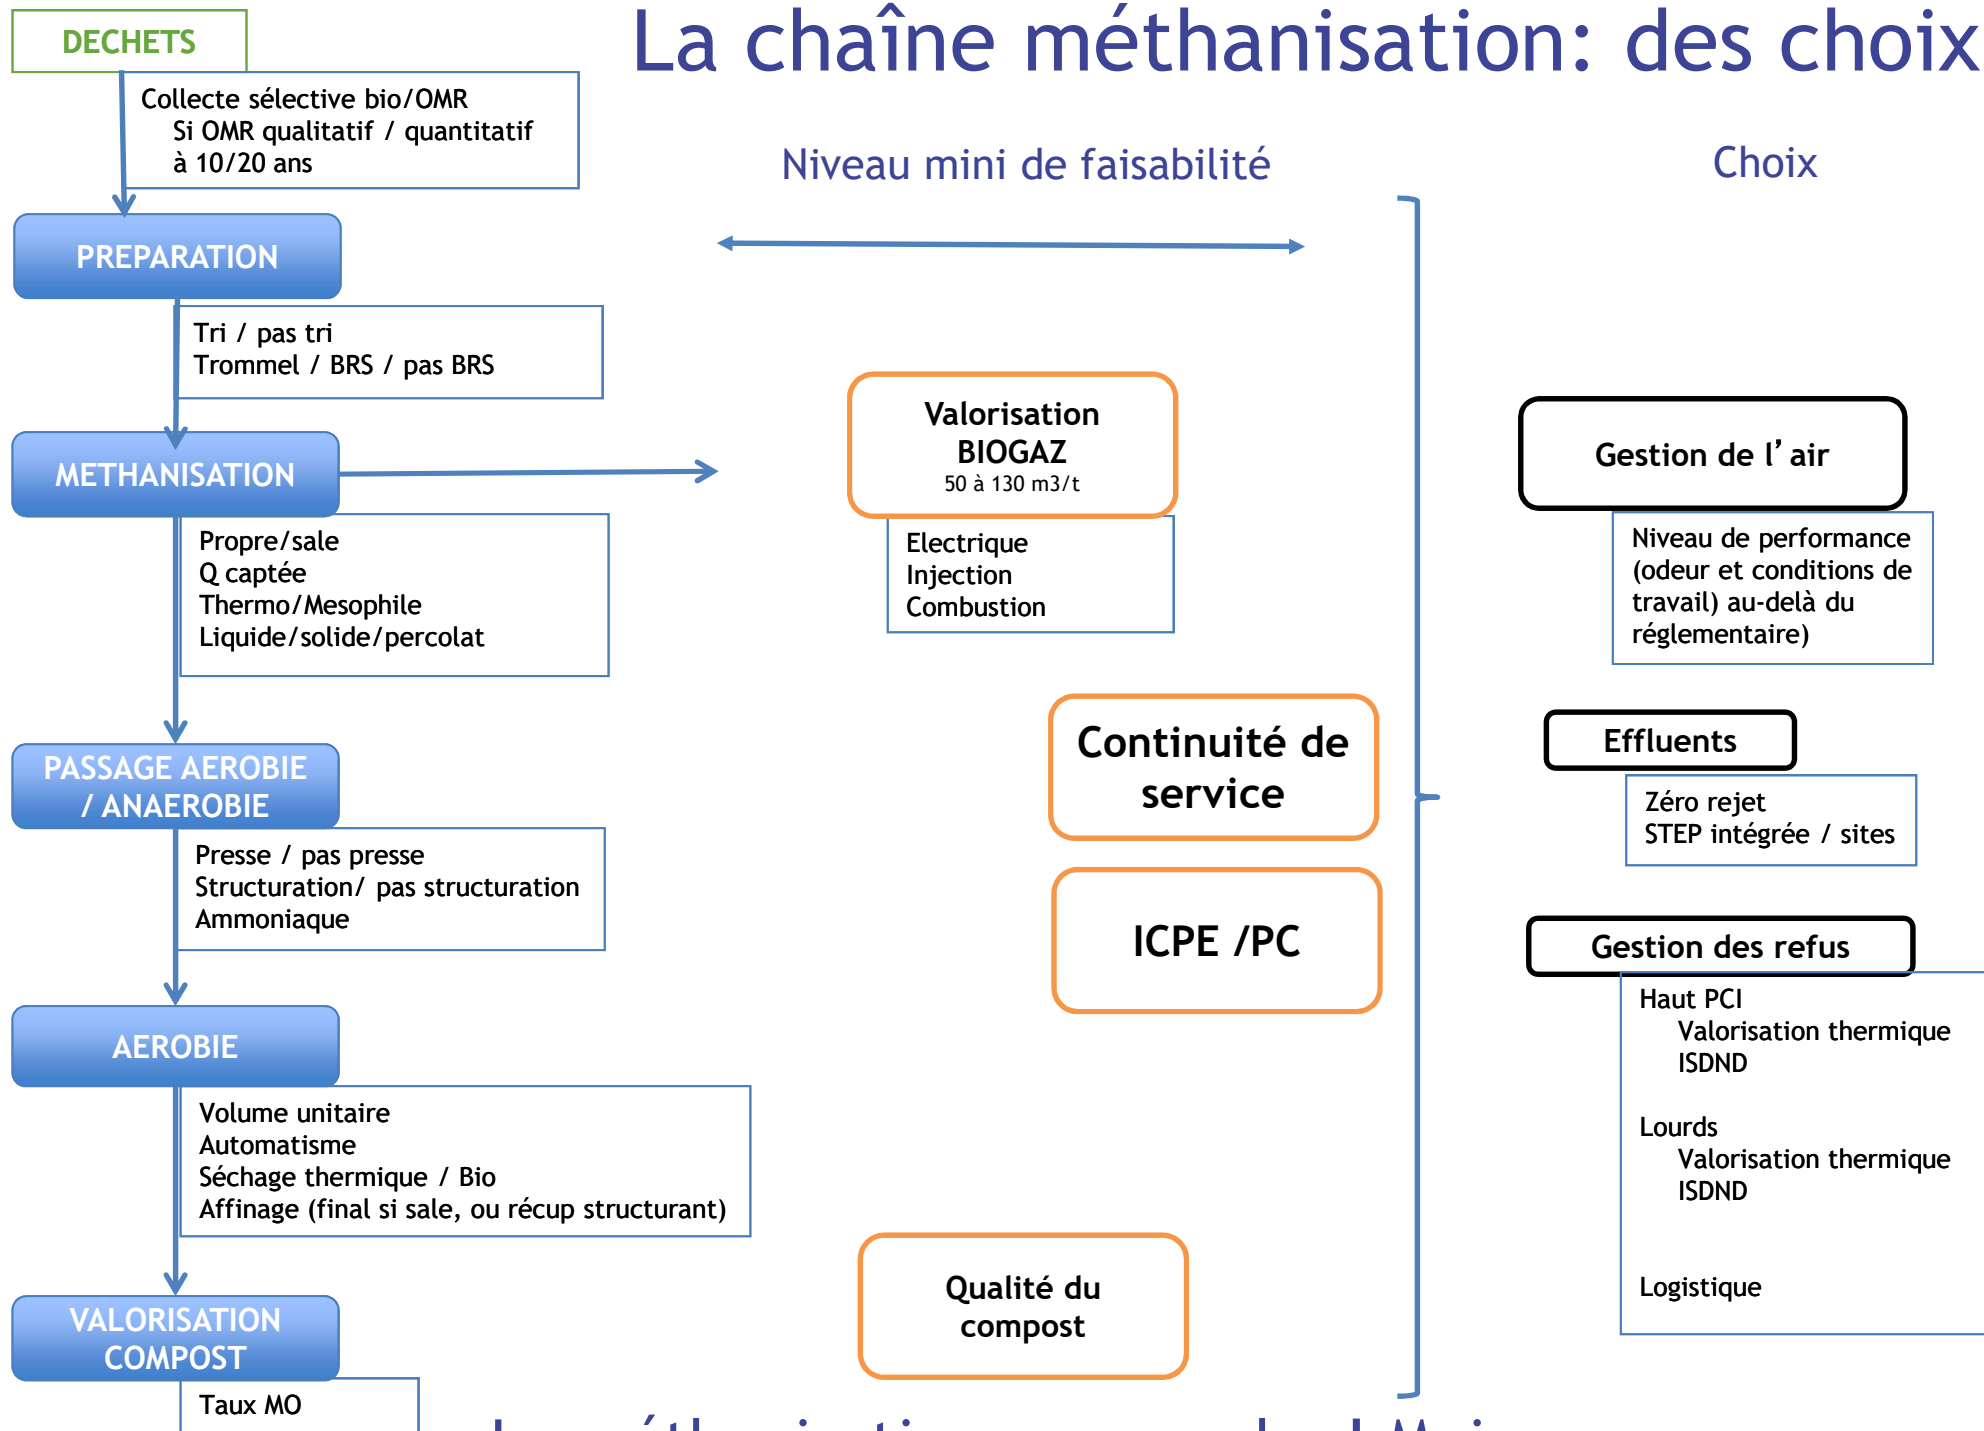 La chaîne méthanisation: des choix
DECHETS
Collecte sélective bio/OMR
Si OMR qualitatif / quantitatif
à 10/20 ans
Niveau mini de faisabilité
Choix
PREPARATION
Tri / pas tri
Trommel / BRS / pas BRS
METHANISATION
Propre/sale
Q captée
Thermo/Mesophile
Liquide/solide/percolat
Valorisation
BIOGAZ
50 à 130 m3/t
Electrique
Injection
Combustion
Gestion de l’air
Niveau de performance
(odeur et conditions de
travail) au-delà du
réglementaire)
Continuité de
service
Effluents
Zéro rejet
STEP intégrée / sites
PASSAGE AEROBIE
/ ANAEROBIE
Presse / pas presse
Structuration/ pas structuration
Ammoniaque
ICPE /PC
Gestion des refus
Haut PCI
Valorisation thermique
ISDND
Lourds
Valorisation thermique
ISDND
Logistique
AEROBIE
Volume unitaire
Automatisme
Séchage thermique / Bio
Affinage (final si sale, ou récup structurant)
Qualité du
compost
VALORISATION
COMPOST
Taux MO